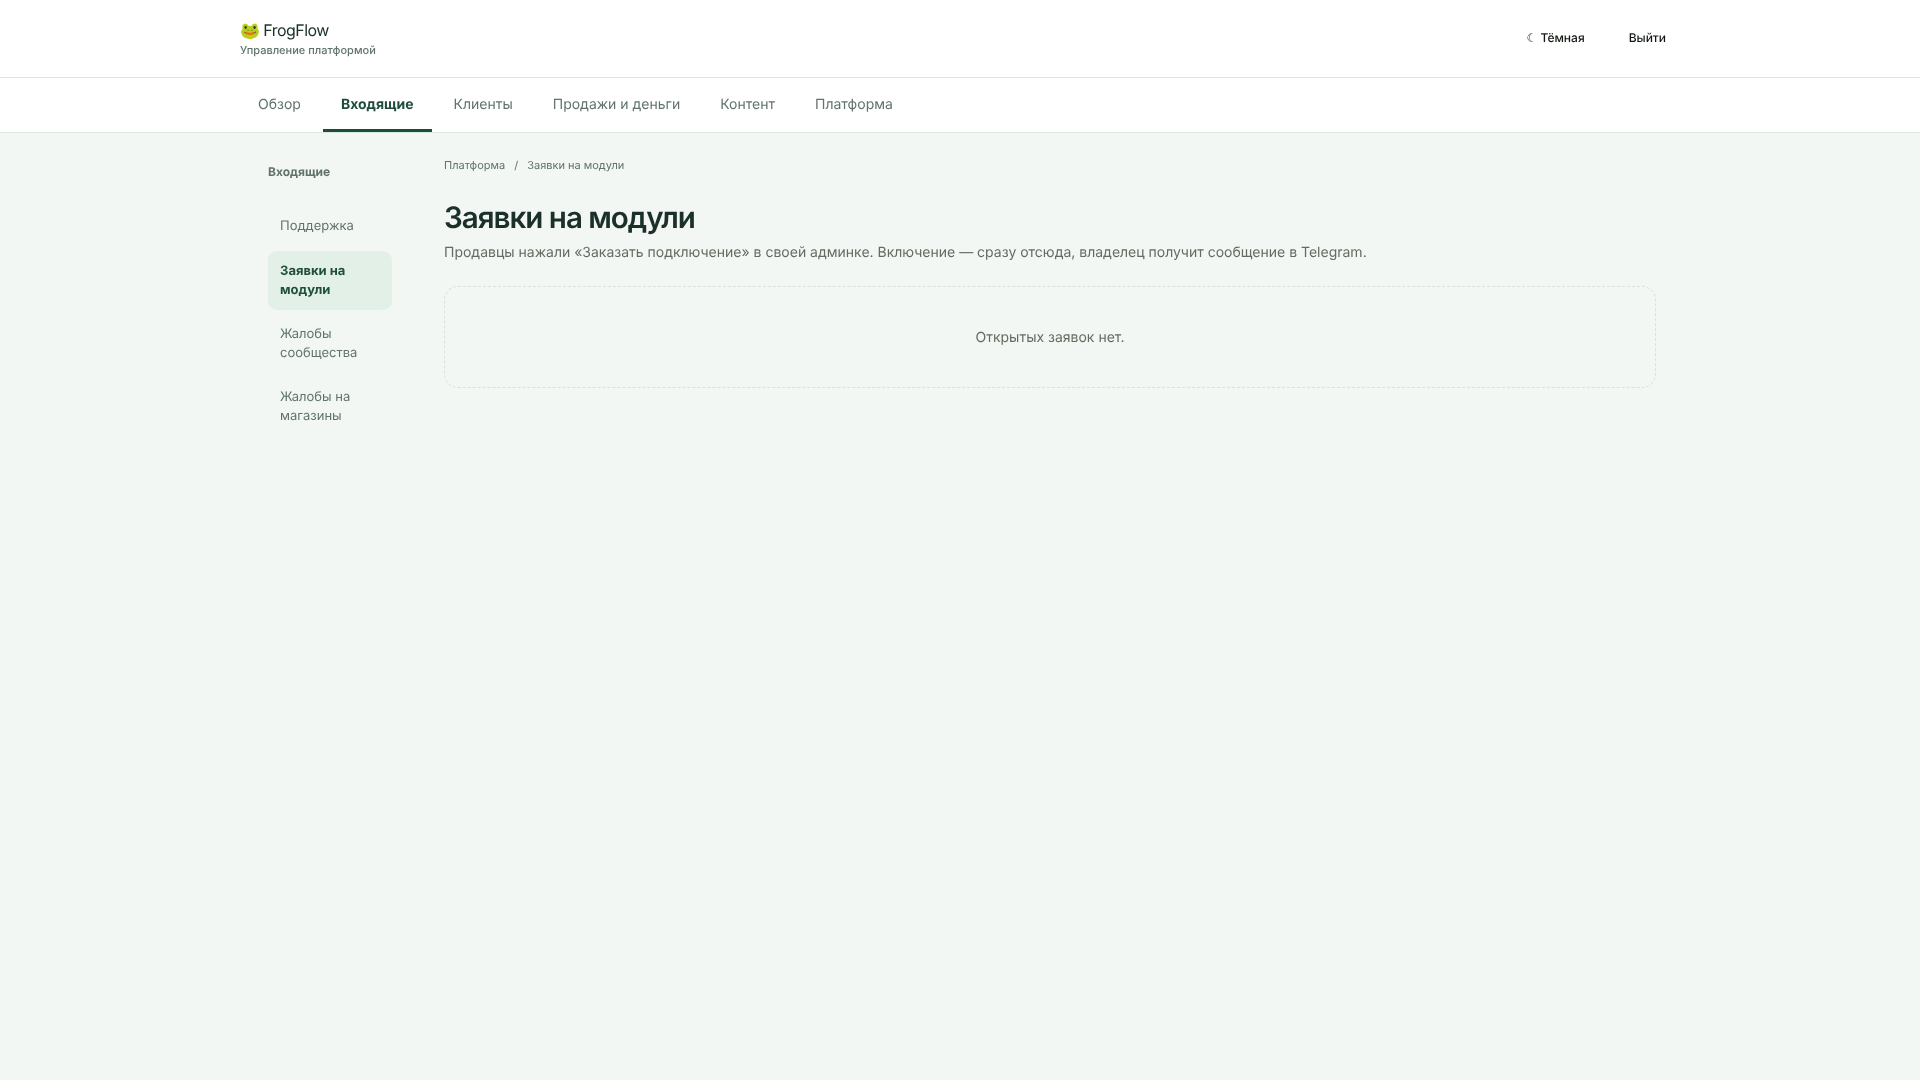 FrogFlow
Управление платформой
☾ Тёмная
Выйти
Обзор
Входящие
Клиенты
Продажи и деньги
Контент
Платформа
Входящие
Поддержка
Заявки на
модули
Жалобы
сообщества
Жалобы на
магазины
Платформа / Заявки на модули
Заявки на модули
Продавцы нажали «Заказать подключение» в своей админке. Включение — сразу отсюда, владелец получит сообщение в Telegram.
Открытых заявок нет.